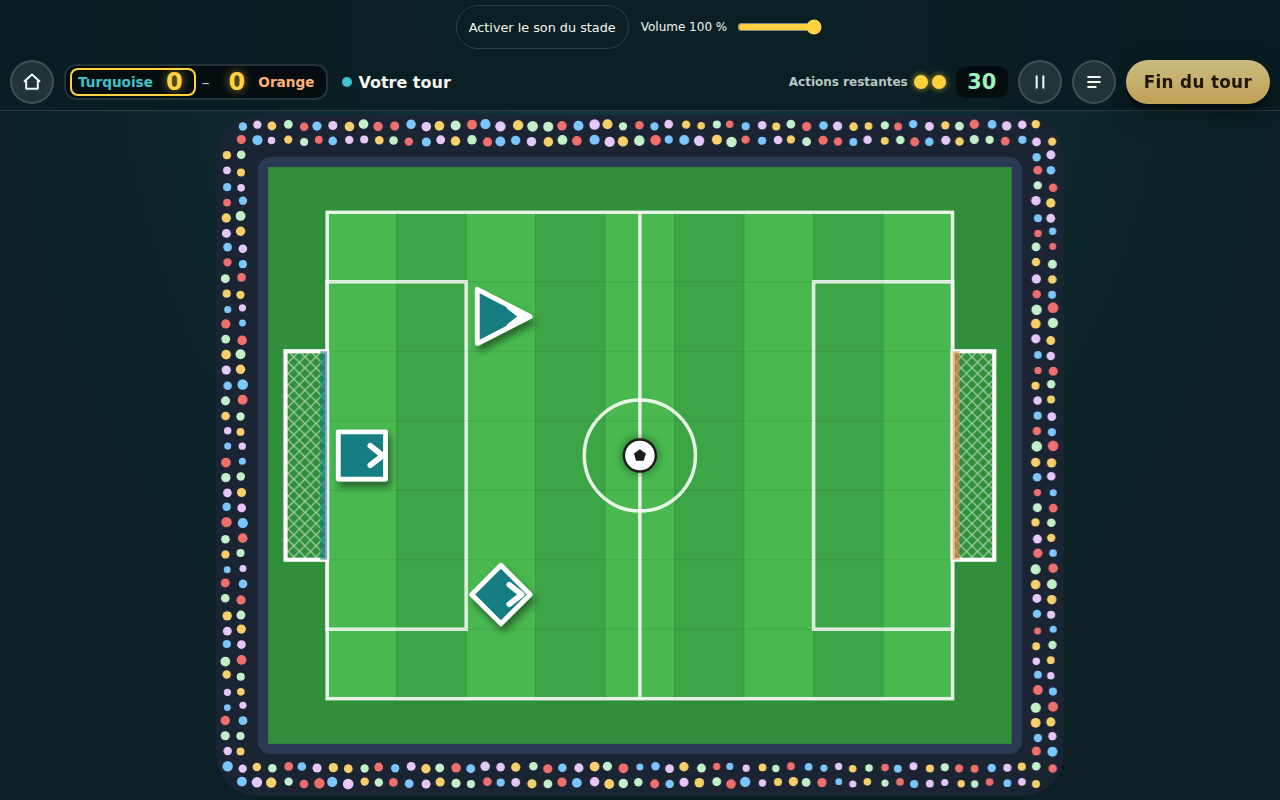 Activer le son du stade
Volume 100 %
Turquoise 0 – 0 Orange
Votre tour
Actions restantes
30
Fin du tour